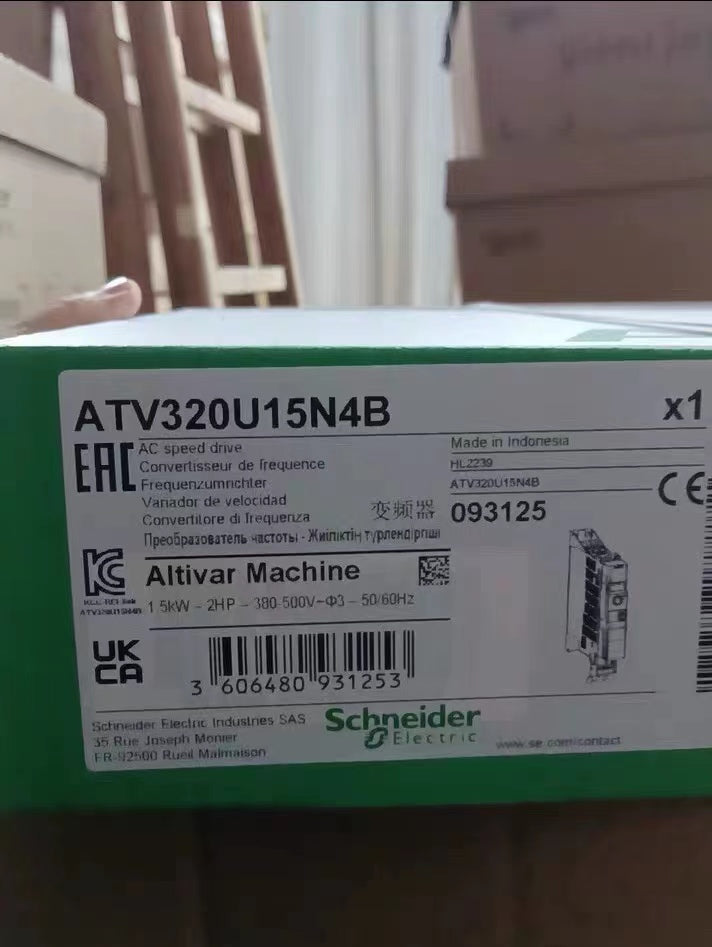 ATV320U15N4B x1
EAC
AC speed drive
Convertisseur de frequence
Frequenzumrichter
Variador de velocidad
Convertitore di frequenza
变频器
Преобразователь частоты - Жиіліктін түрлендіргіші
Made in Indonesia
HL2239
ATV320U15N4B
093125
CE
Altivar Machine
ATV320U15N4B
1.5kW - 2HP - 380-500V~Φ3 - 50/60Hz
UK
CA
3 606480 931253
Schneider Electric Industries SAS
35 Rue Joseph Monier
FR-92500 Rueil Malmaison
Schneider
Electric
www.se.com/contact